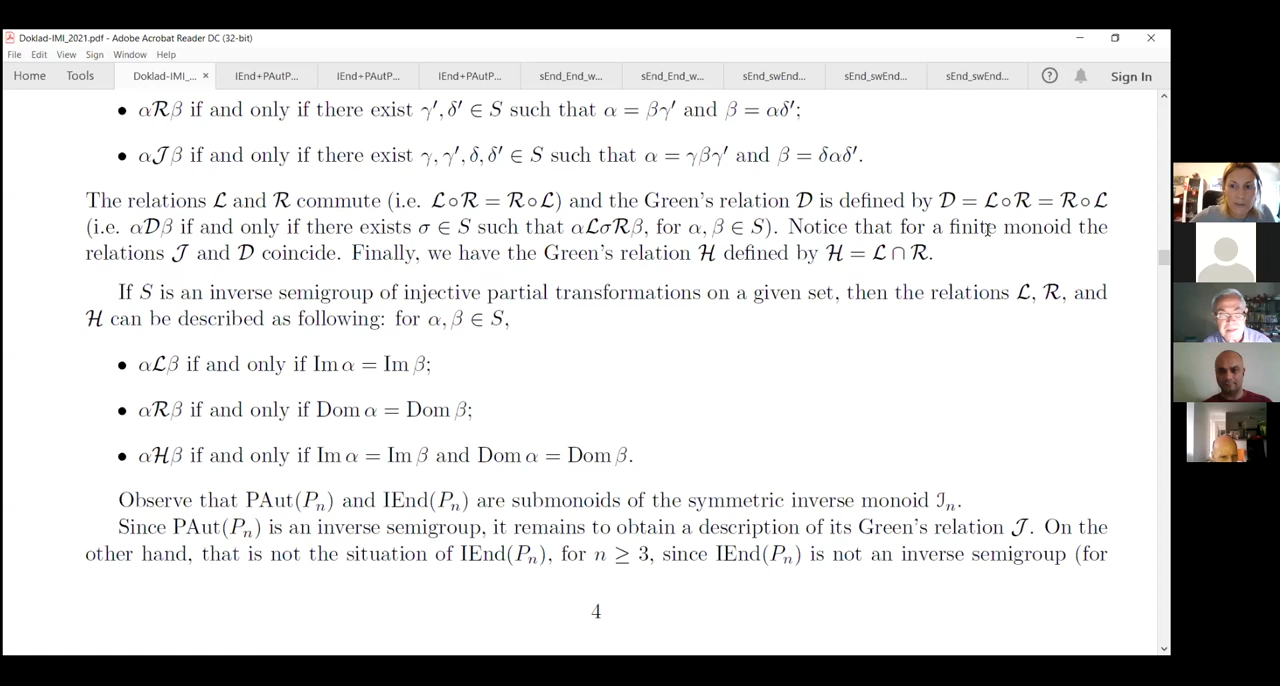 Doklad-IMI_2021.pdf - Adobe Acrobat Reader DC (32-bit)
File Edit View Sign Window Help
Home Tools Doklad-IMI_... × IEnd+PAutP... IEnd+PAutP... IEnd+PAutP... sEnd_End_w... sEnd_End_w... sEnd_swEnd... sEnd_swEnd... sEnd_swEnd... Sign In
• αℛβ if and only if there exist γ′, δ′ ∈ S such that α = βγ′ and β = αδ′;
• α𝒥β if and only if there exist γ, γ′, δ, δ′ ∈ S such that α = γβγ′ and β = δαδ′.
The relations ℒ and ℛ commute (i.e. ℒ∘ℛ = ℛ∘ℒ) and the Green's relation 𝒟 is defined by 𝒟 = ℒ∘ℛ = ℛ∘ℒ
(i.e. α𝒟β if and only if there exists σ ∈ S such that αℒσℛβ, for α, β ∈ S). Notice that for a finite monoid the
relations 𝒥 and 𝒟 coincide. Finally, we have the Green's relation ℋ defined by ℋ = ℒ ∩ ℛ.
If S is an inverse semigroup of injective partial transformations on a given set, then the relations ℒ, ℛ, and
ℋ can be described as following: for α, β ∈ S,
• αℒβ if and only if Im α = Im β;
• αℛβ if and only if Dom α = Dom β;
• αℋβ if and only if Im α = Im β and Dom α = Dom β.
Observe that PAut(Pₙ) and IEnd(Pₙ) are submonoids of the symmetric inverse monoid ℐₙ.
Since PAut(Pₙ) is an inverse semigroup, it remains to obtain a description of its Green's relation 𝒥. On the
other hand, that is not the situation of IEnd(Pₙ), for n ≥ 3, since IEnd(Pₙ) is not an inverse semigroup (for
4